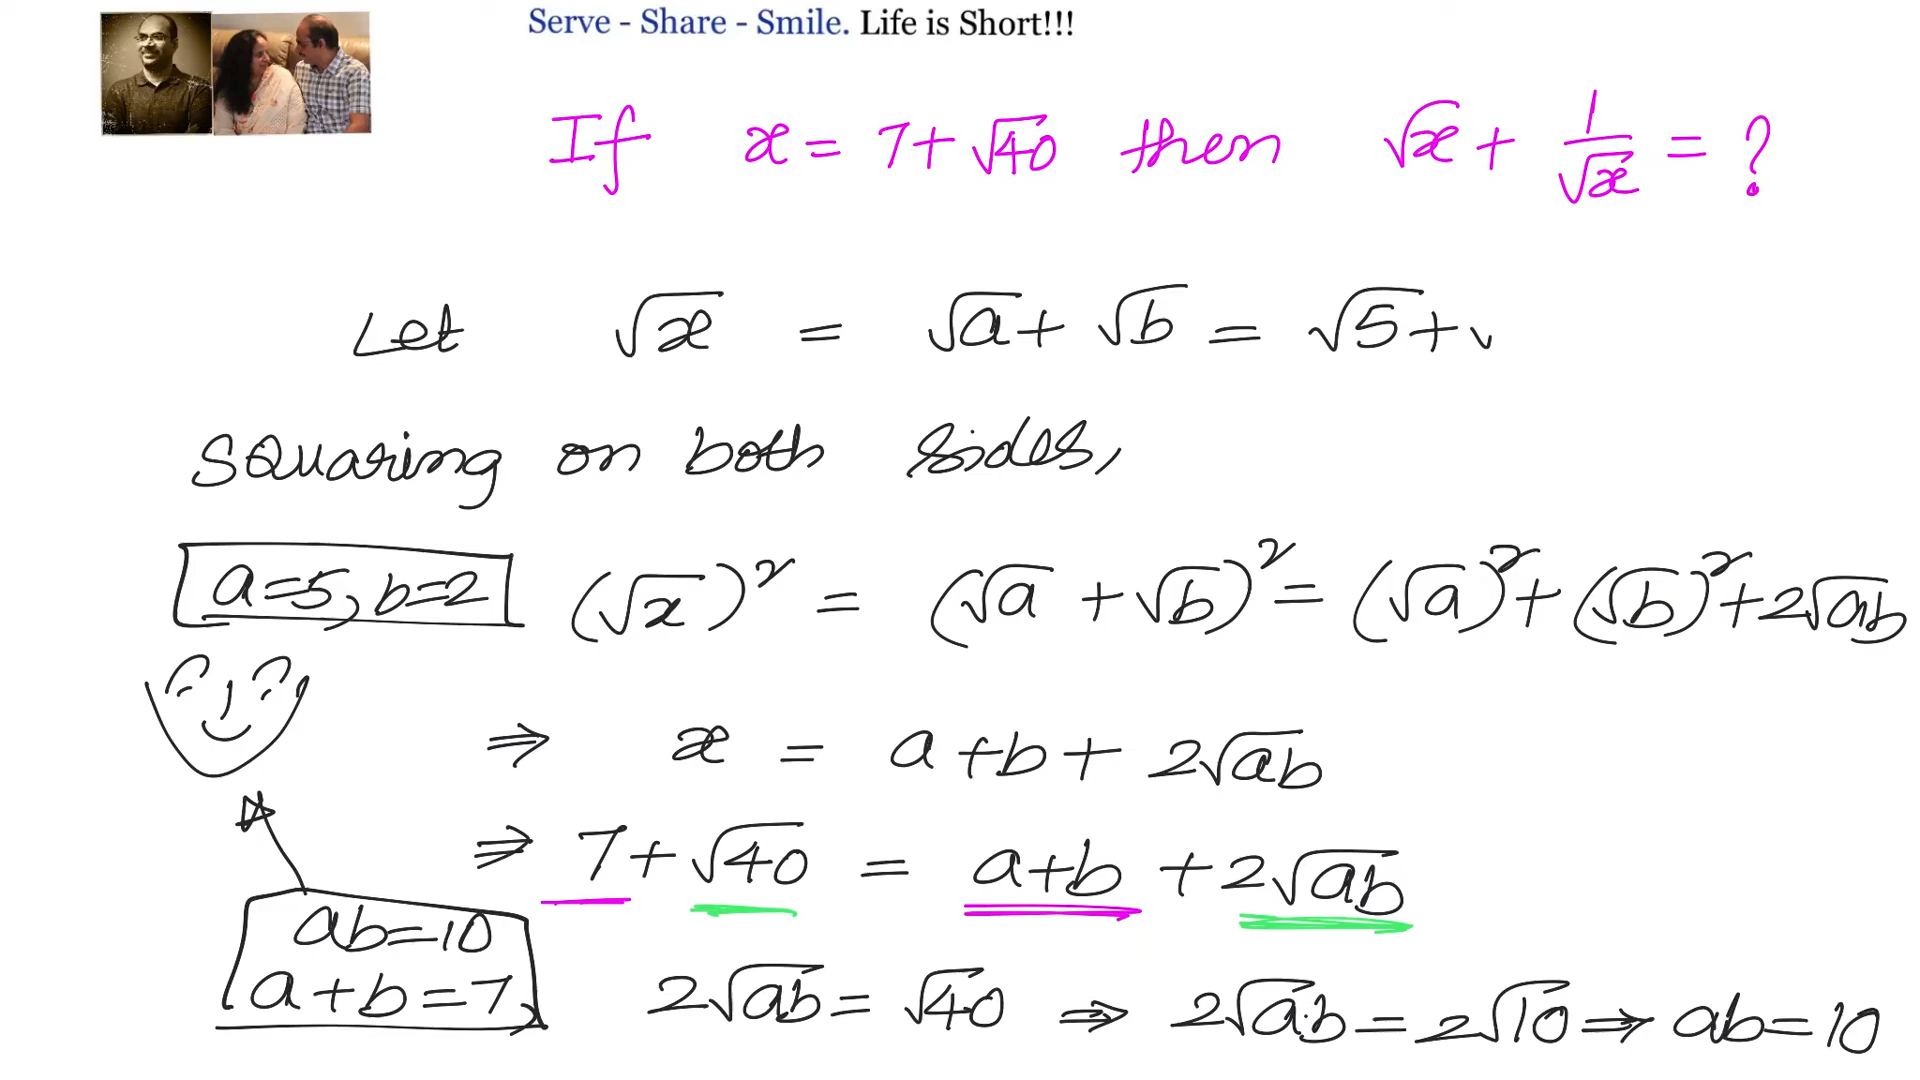 Serve - Share - Smile. Life is Short!!!
If x = 7 + √40 then √x + 1/√x = ?
Let √x = √a + √b = √5 + √
Squaring on both sides,
a=5, b=2 (√x)² = (√a + √b)² = (√a)² + (√b)² + 2√ab
⇒ x = a + b + 2√ab
⇒ 7 + √40 = a+b + 2√ab
ab=10
a+b=7
2√ab = √40 ⇒ 2√a·b = 2√10 ⇒ ab = 10